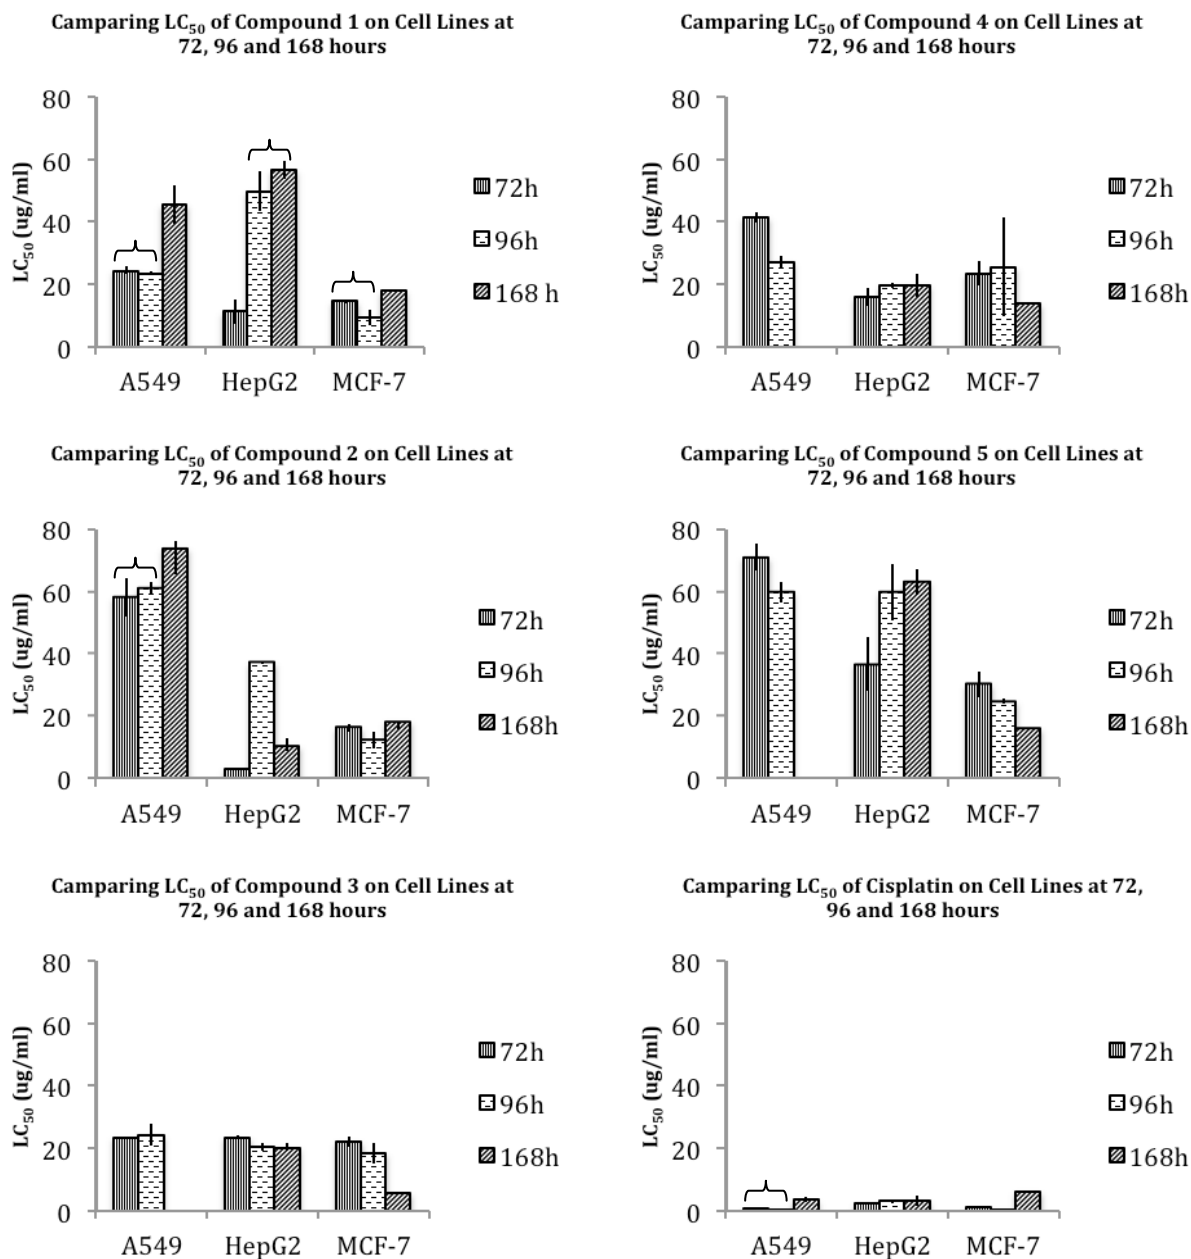 Camparing LC50 of Compound 1 on Cell Lines at
72, 96 and 168 hours
80
60
40
20
0
LC50 (ug/ml)
A549 HepG2 MCF-7
72h
96h
168 h
Camparing LC50 of Compound 4 on Cell Lines at
72, 96 and 168 hours
80
60
40
20
0
LC50 (ug/ml)
A549 HepG2 MCF-7
72h
96h
168h
Camparing LC50 of Compound 2 on Cell Lines at
72, 96 and 168 hours
80
60
40
20
0
LC50 (ug/ml)
A549 HepG2 MCF-7
72h
96h
168h
Camparing LC50 of Compound 5 on Cell Lines at
72, 96 and 168 hours
80
60
40
20
0
LC50 (ug/ml)
A549 HepG2 MCF-7
72h
96h
168h
Camparing LC50 of Compound 3 on Cell Lines at
72, 96 and 168 hours
80
60
40
20
0
LC50 (ug/ml)
A549 HepG2 MCF-7
72h
96h
168h
Camparing LC50 of Cisplatin on Cell Lines at 72,
96 and 168 hours
80
60
40
20
0
LC50 (ug/ml)
A549 HepG2 MCF-7
72h
96h
168h